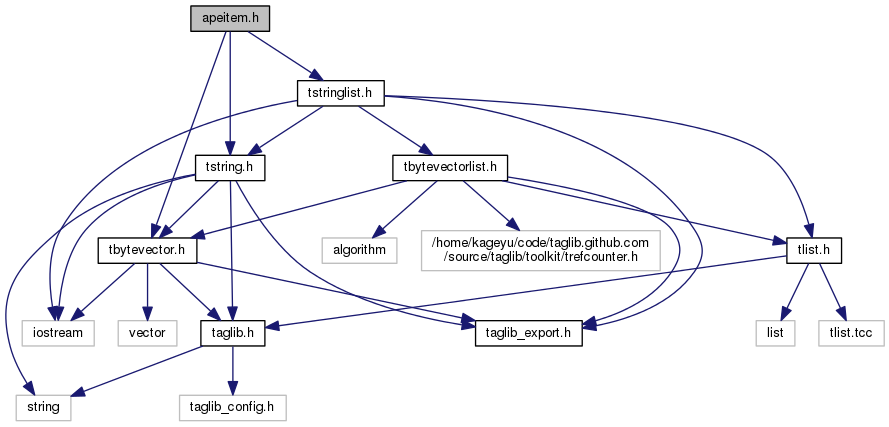 apeitem.h
tstringlist.h
tstring.h
tbytevectorlist.h
tbytevector.h
algorithm
/home/kageyu/code/taglib.github.com
/source/taglib/toolkit/trefcounter.h
tlist.h
iostream
vector
taglib.h
taglib_export.h
list
tlist.tcc
string
taglib_config.h